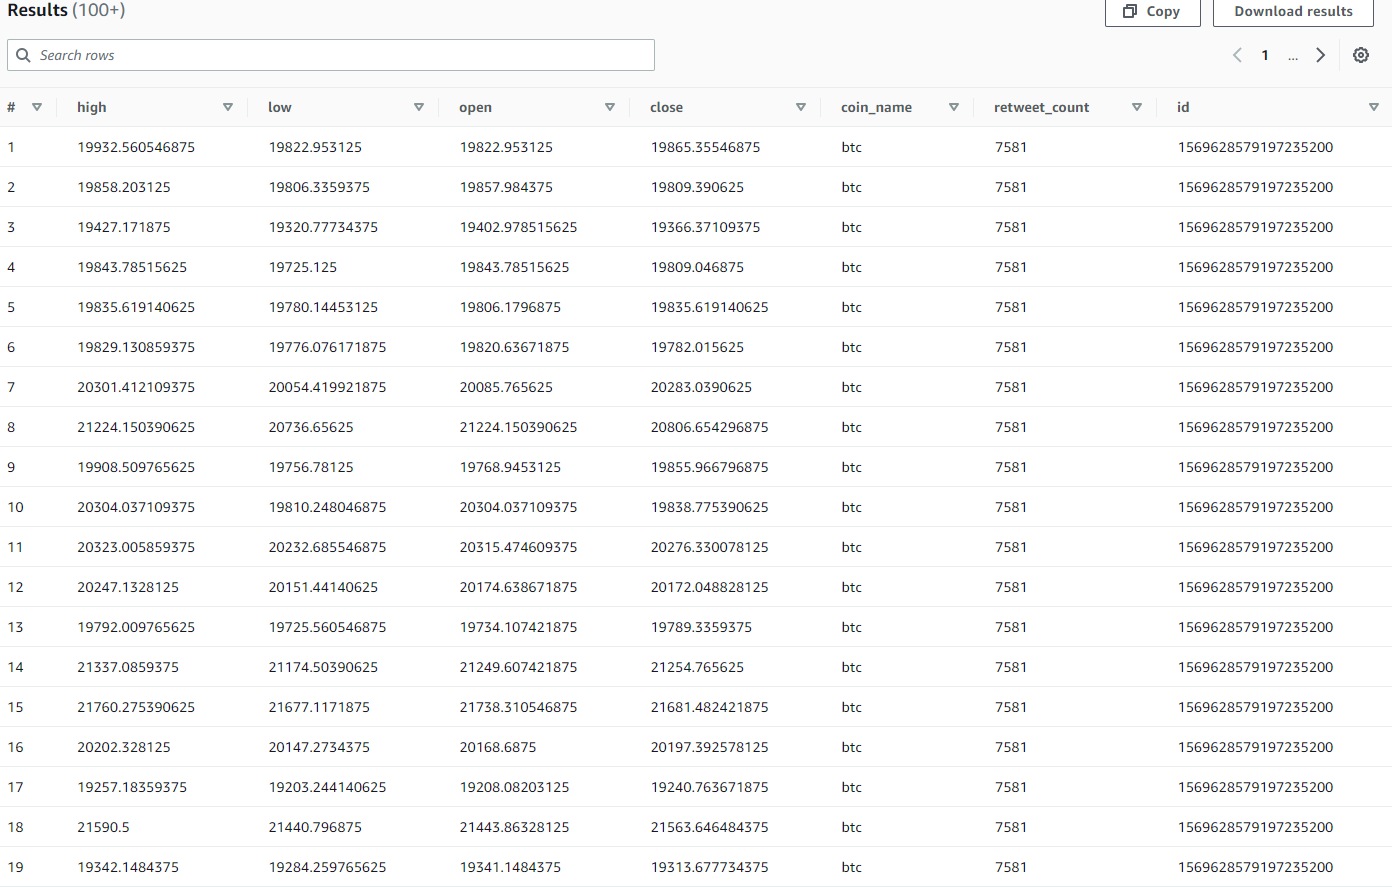 Results (100+)
Copy
Download results
Search rows
1 ...
# high low open close coin_name retweet_count id
1 19932.560546875 19822.953125 19822.953125 19865.35546875 btc 7581 1569628579197235200
2 19858.203125 19806.3359375 19857.984375 19809.390625 btc 7581 1569628579197235200
3 19427.171875 19320.77734375 19402.978515625 19366.37109375 btc 7581 1569628579197235200
4 19843.78515625 19725.125 19843.78515625 19809.046875 btc 7581 1569628579197235200
5 19835.619140625 19780.14453125 19806.1796875 19835.619140625 btc 7581 1569628579197235200
6 19829.130859375 19776.076171875 19820.63671875 19782.015625 btc 7581 1569628579197235200
7 20301.412109375 20054.419921875 20085.765625 20283.0390625 btc 7581 1569628579197235200
8 21224.150390625 20736.65625 21224.150390625 20806.654296875 btc 7581 1569628579197235200
9 19908.509765625 19756.78125 19768.9453125 19855.966796875 btc 7581 1569628579197235200
10 20304.037109375 19810.248046875 20304.037109375 19838.775390625 btc 7581 1569628579197235200
11 20323.005859375 20232.685546875 20315.474609375 20276.330078125 btc 7581 1569628579197235200
12 20247.1328125 20151.44140625 20174.638671875 20172.048828125 btc 7581 1569628579197235200
13 19792.009765625 19725.560546875 19734.107421875 19789.3359375 btc 7581 1569628579197235200
14 21337.0859375 21174.50390625 21249.607421875 21254.765625 btc 7581 1569628579197235200
15 21760.275390625 21677.1171875 21738.310546875 21681.482421875 btc 7581 1569628579197235200
16 20202.328125 20147.2734375 20168.6875 20197.392578125 btc 7581 1569628579197235200
17 19257.18359375 19203.244140625 19208.08203125 19240.763671875 btc 7581 1569628579197235200
18 21590.5 21440.796875 21443.86328125 21563.646484375 btc 7581 1569628579197235200
19 19342.1484375 19284.259765625 19341.1484375 19313.677734375 btc 7581 1569628579197235200